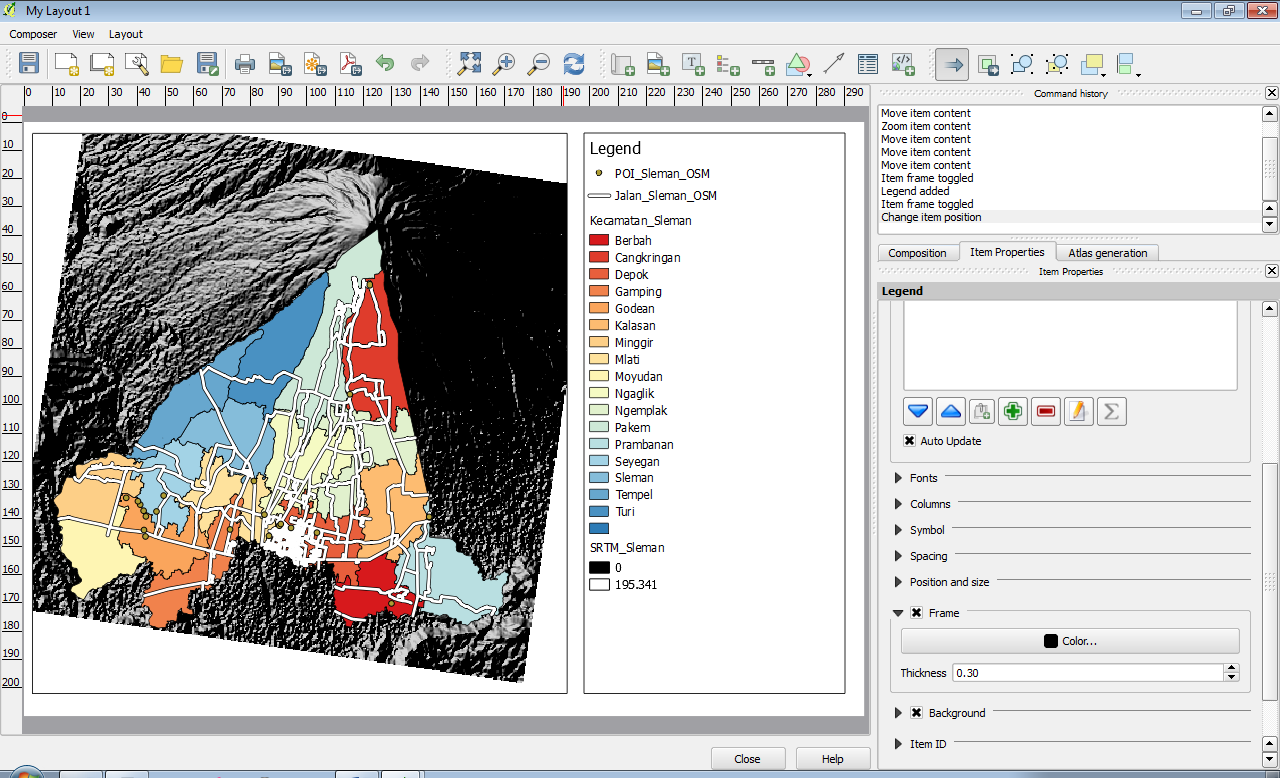 My Layout 1
Composer View Layout
0 10 20 30 40 50 60 70 80 90 100 110 120 130 140 150 160 170 180 190 200 210 220 230 240 250 260 270 280 290
0
10
20
30
40
50
60
70
80
90
100
110
120
130
140
150
160
170
180
190
200
Legend
POI_Sleman_OSM
Jalan_Sleman_OSM
Kecamatan_Sleman
Berbah
Cangkringan
Depok
Gamping
Godean
Kalasan
Minggir
Mlati
Moyudan
Ngaglik
Ngemplak
Pakem
Prambanan
Seyegan
Sleman
Tempel
Turi
SRTM_Sleman
0
195.341
Close Help
Command history
Move item content
Zoom item content
Move item content
Move item content
Move item content
Item frame toggled
Legend added
Item frame toggled
Change item position
Composition Item Properties Atlas generation
Item Properties
Legend
Auto Update
Fonts
Columns
Symbol
Spacing
Position and size
Frame
Color...
Thickness 0.30
Background
Item ID